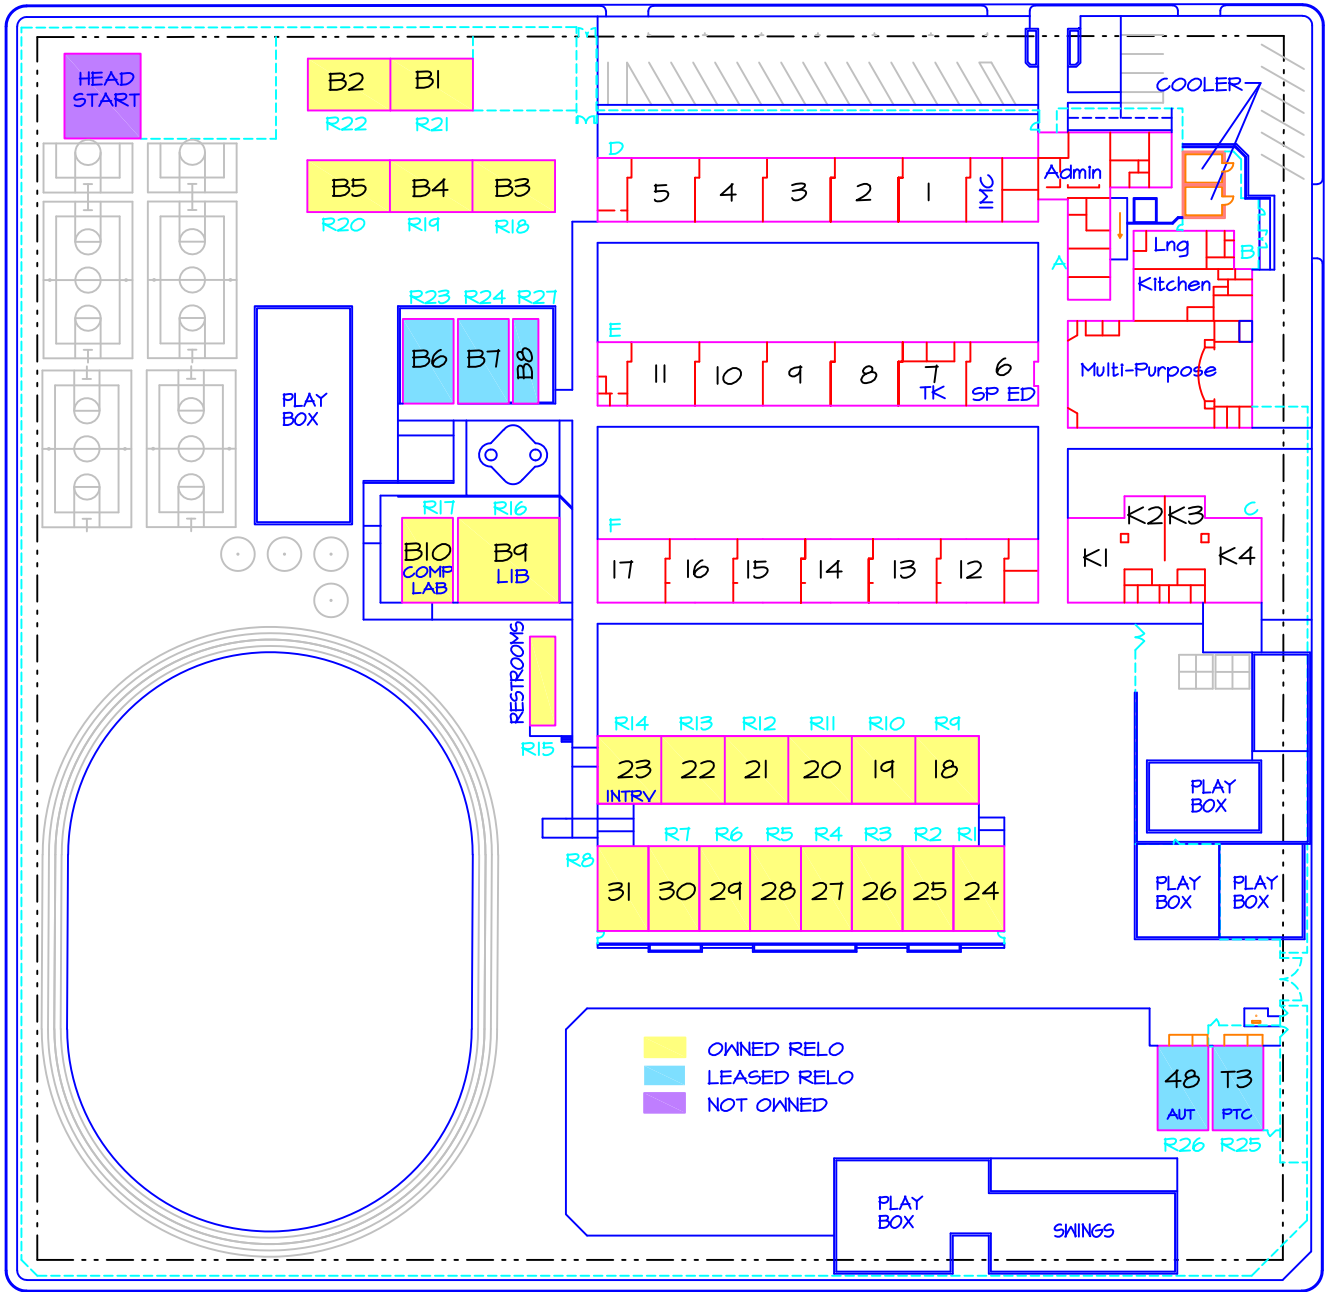 HEAD
START
B2 B1
R22 R21
COOLER
D
5 4 3 2 1 IMC
Admin
B5 B4 B3
R20 R19 R18
Lng
B
A
Kitchen
R23 R24 R27
B6 B7 B8
E
11 10 9 8 7 6
TK SP ED
Multi-Purpose
PLAY
BOX
R17 R16
F
K2 K3
C
B10 B9
COMP
LAB
LIB
17 16 15 14 13 12
K1 K4
RESTROOMS
R15
R14 R13 R12 R11 R10 R9
23 22 21 20 19 18
INTRV
PLAY
BOX
R8 R7 R6 R5 R4 R3 R2 R1
31 30 29 28 27 26 25 24
PLAY
BOX
PLAY
BOX
OWNED RELO
LEASED RELO
NOT OWNED
48 T3
AUT PTC
R26 R25
PLAY
BOX
SWINGS